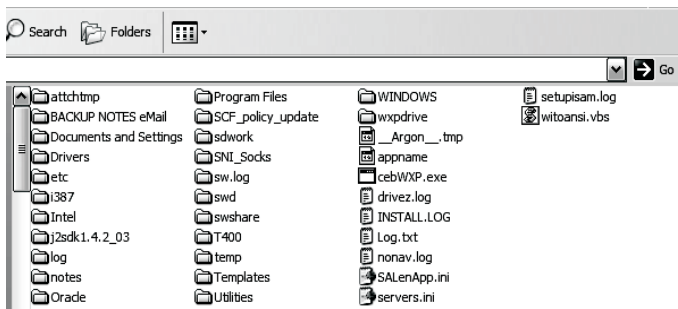 Search Folders
Go
attchtmp
BACKUP NOTES eMail
Documents and Settings
Drivers
etc
i387
Intel
j2sdk1.4.2_03
log
notes
Oracle
Program Files
SCF_policy_update
sdwork
SNI_Socks
sw.log
swd
swshare
T400
temp
Templates
Utilities
WINDOWS
wxpdrive
__Argon__.tmp
appname
cebWXP.exe
drivez.log
INSTALL.LOG
Log.txt
nonav.log
SALenApp.ini
servers.ini
setupisam.log
witoansi.vbs